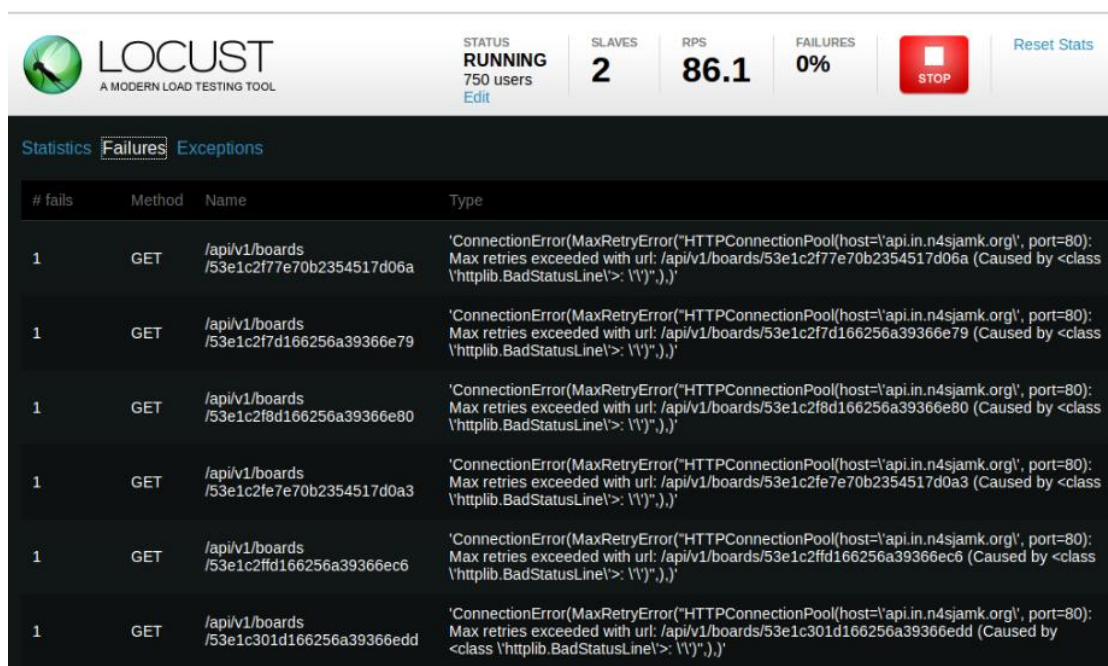 LOCUST
A MODERN LOAD TESTING TOOL
STATUS
RUNNING
750 users
Edit
SLAVES
2
RPS
86.1
FAILURES
0%
STOP
Reset Stats
Statistics Failures Exceptions
# fails Method Name Type
1 GET /api/v1/boards
/53e1c2f77e70b2354517d06a
'ConnectionError(MaxRetryError("HTTPConnectionPool(host=\'api.in.n4sjamk.org\', port=80):
Max retries exceeded with url: /api/v1/boards/53e1c2f77e70b2354517d06a (Caused by <class
\'httplib.BadStatusLine\'>: \'\')",),)'
1 GET /api/v1/boards
/53e1c2f7d166256a39366e79
'ConnectionError(MaxRetryError("HTTPConnectionPool(host=\'api.in.n4sjamk.org\', port=80):
Max retries exceeded with url: /api/v1/boards/53e1c2f7d166256a39366e79 (Caused by <class
\'httplib.BadStatusLine\'>: \'\')",),)'
1 GET /api/v1/boards
/53e1c2f8d166256a39366e80
'ConnectionError(MaxRetryError("HTTPConnectionPool(host=\'api.in.n4sjamk.org\', port=80):
Max retries exceeded with url: /api/v1/boards/53e1c2f8d166256a39366e80 (Caused by <class
\'httplib.BadStatusLine\'>: \'\')",),)'
1 GET /api/v1/boards
/53e1c2fe7e70b2354517d0a3
'ConnectionError(MaxRetryError("HTTPConnectionPool(host=\'api.in.n4sjamk.org\', port=80):
Max retries exceeded with url: /api/v1/boards/53e1c2fe7e70b2354517d0a3 (Caused by <class
\'httplib.BadStatusLine\'>: \'\')",),)'
1 GET /api/v1/boards
/53e1c2ffd166256a39366ec6
'ConnectionError(MaxRetryError("HTTPConnectionPool(host=\'api.in.n4sjamk.org\', port=80):
Max retries exceeded with url: /api/v1/boards/53e1c2ffd166256a39366ec6 (Caused by <class
\'httplib.BadStatusLine\'>: \'\')",),)'
1 GET /api/v1/boards
/53e1c301d166256a39366edd
'ConnectionError(MaxRetryError("HTTPConnectionPool(host=\'api.in.n4sjamk.org\', port=80):
Max retries exceeded with url: /api/v1/boards/53e1c301d166256a39366edd (Caused by
<class \'httplib.BadStatusLine\'>: \'\')",),)'